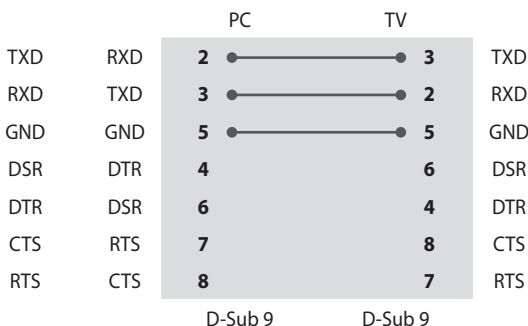 PC TV
TXD RXD 2 3 TXD
RXD TXD 3 2 RXD
GND GND 5 5 GND
DSR DTR 4 6 DSR
DTR DSR 6 4 DTR
CTS RTS 7 8 CTS
RTS CTS 8 7 RTS
D-Sub 9 D-Sub 9